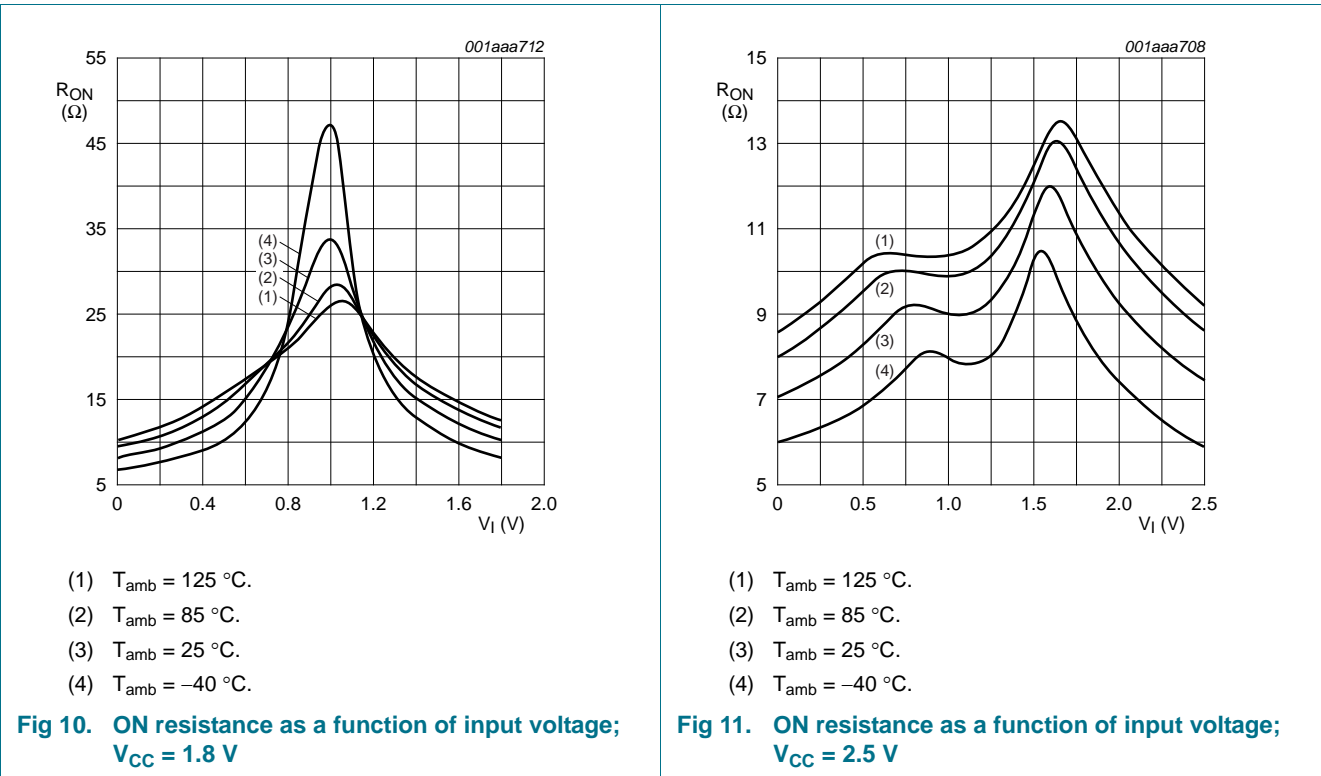 001aaa712
55
RON
(Ω)
45
35
25
15
5
(4)
(3)
(2)
(1)
0
0.4
0.8
1.2
1.6
2.0
VI (V)
(1) Tamb = 125 °C.
(2) Tamb = 85 °C.
(3) Tamb = 25 °C.
(4) Tamb = −40 °C.
Fig 10. ON resistance as a function of input voltage;
VCC = 1.8 V
001aaa708
15
RON
(Ω)
13
11
9
7
5
(1)
(2)
(3)
(4)
0
0.5
1.0
1.5
2.0
2.5
VI (V)
(1) Tamb = 125 °C.
(2) Tamb = 85 °C.
(3) Tamb = 25 °C.
(4) Tamb = −40 °C.
Fig 11. ON resistance as a function of input voltage;
VCC = 2.5 V